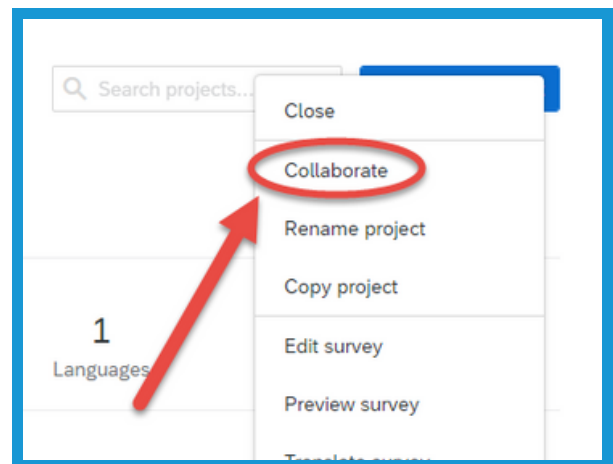 Search projects...
Close
Collaborate
Rename project
Copy project
1
Languages
Edit survey
Preview survey